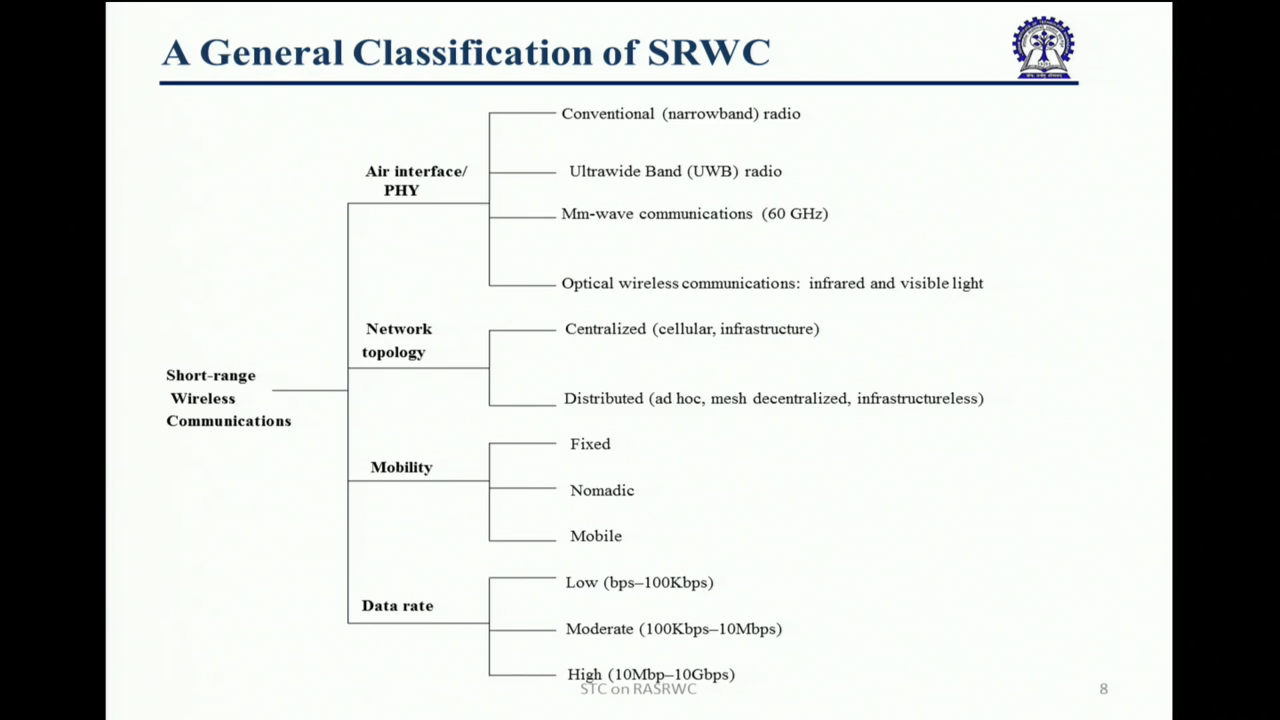 A General Classification of SRWC
Conventional (narrowband) radio
Air interface/
PHY
Ultrawide Band (UWB) radio
Mm-wave communications (60 GHz)
Optical wireless communications: infrared and visible light
Network
topology
Centralized (cellular, infrastructure)
Distributed (ad hoc, mesh decentralized, infrastructureless)
Short-range
Wireless
Communications
Mobility
Fixed
Nomadic
Mobile
Data rate
Low (bps–100Kbps)
Moderate (100Kbps–10Mbps)
High (10Mbp–10Gbps)
STC on RASRWC
8